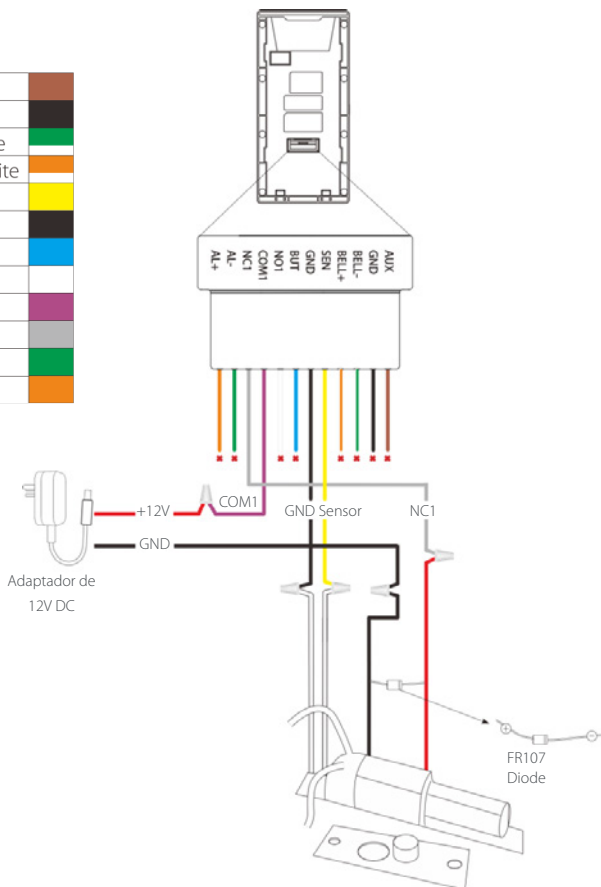 AL+
AL-
NC1
COM1
NO1
BUT
GND
SEN
BELL+
BELL-
GND
AUX
+12V
COM1
GND Sensor
NC1
GND
Adaptador de
12V DC
FR107
Diode